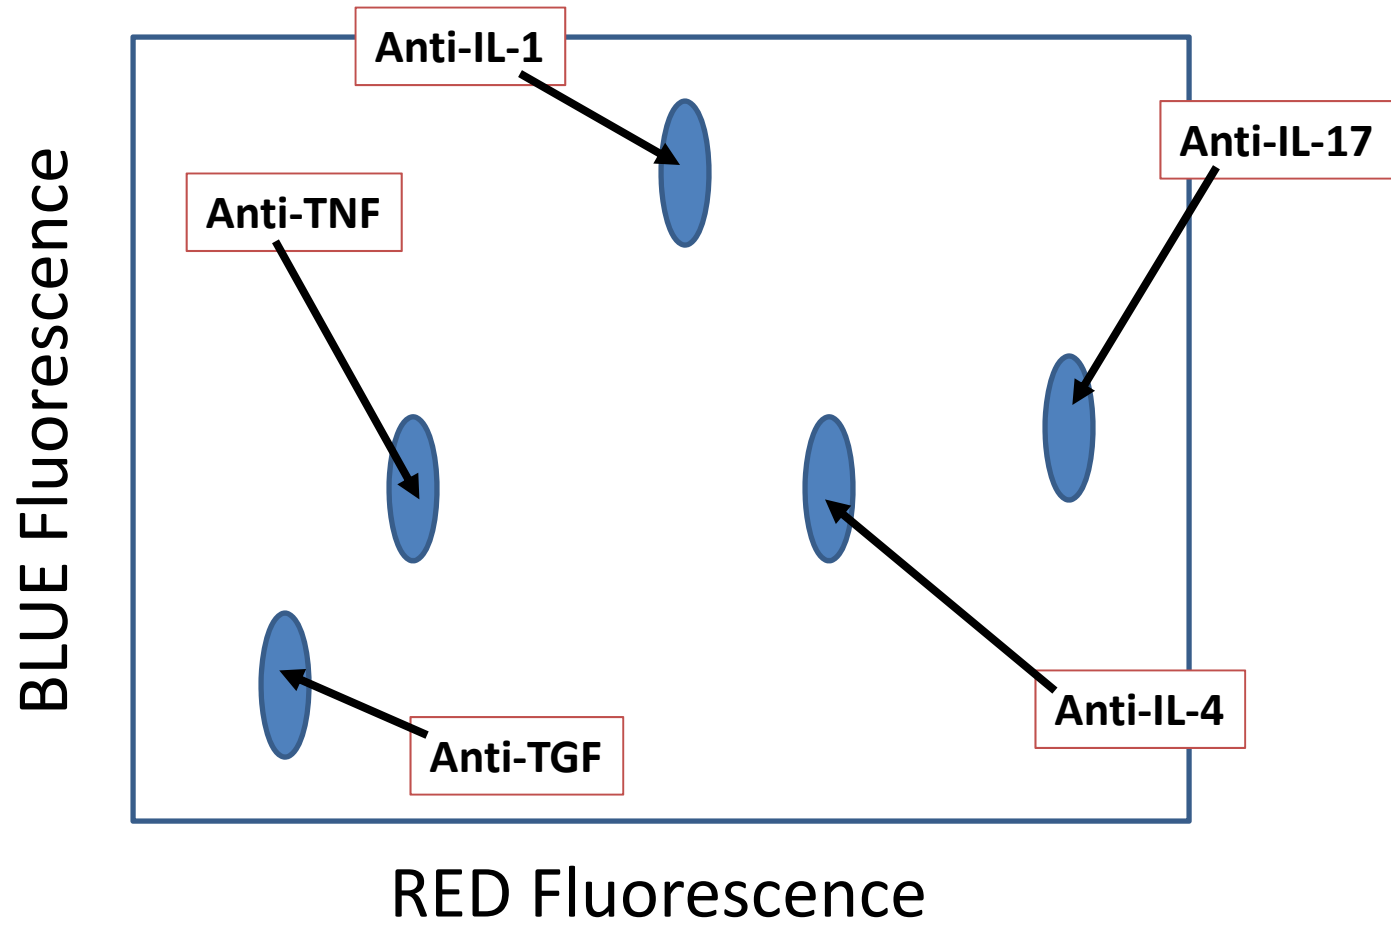 Anti-IL-1
Anti-IL-17
Anti-TNF
BLUE Fluorescence
Anti-IL-4
Anti-TGF
RED Fluorescence